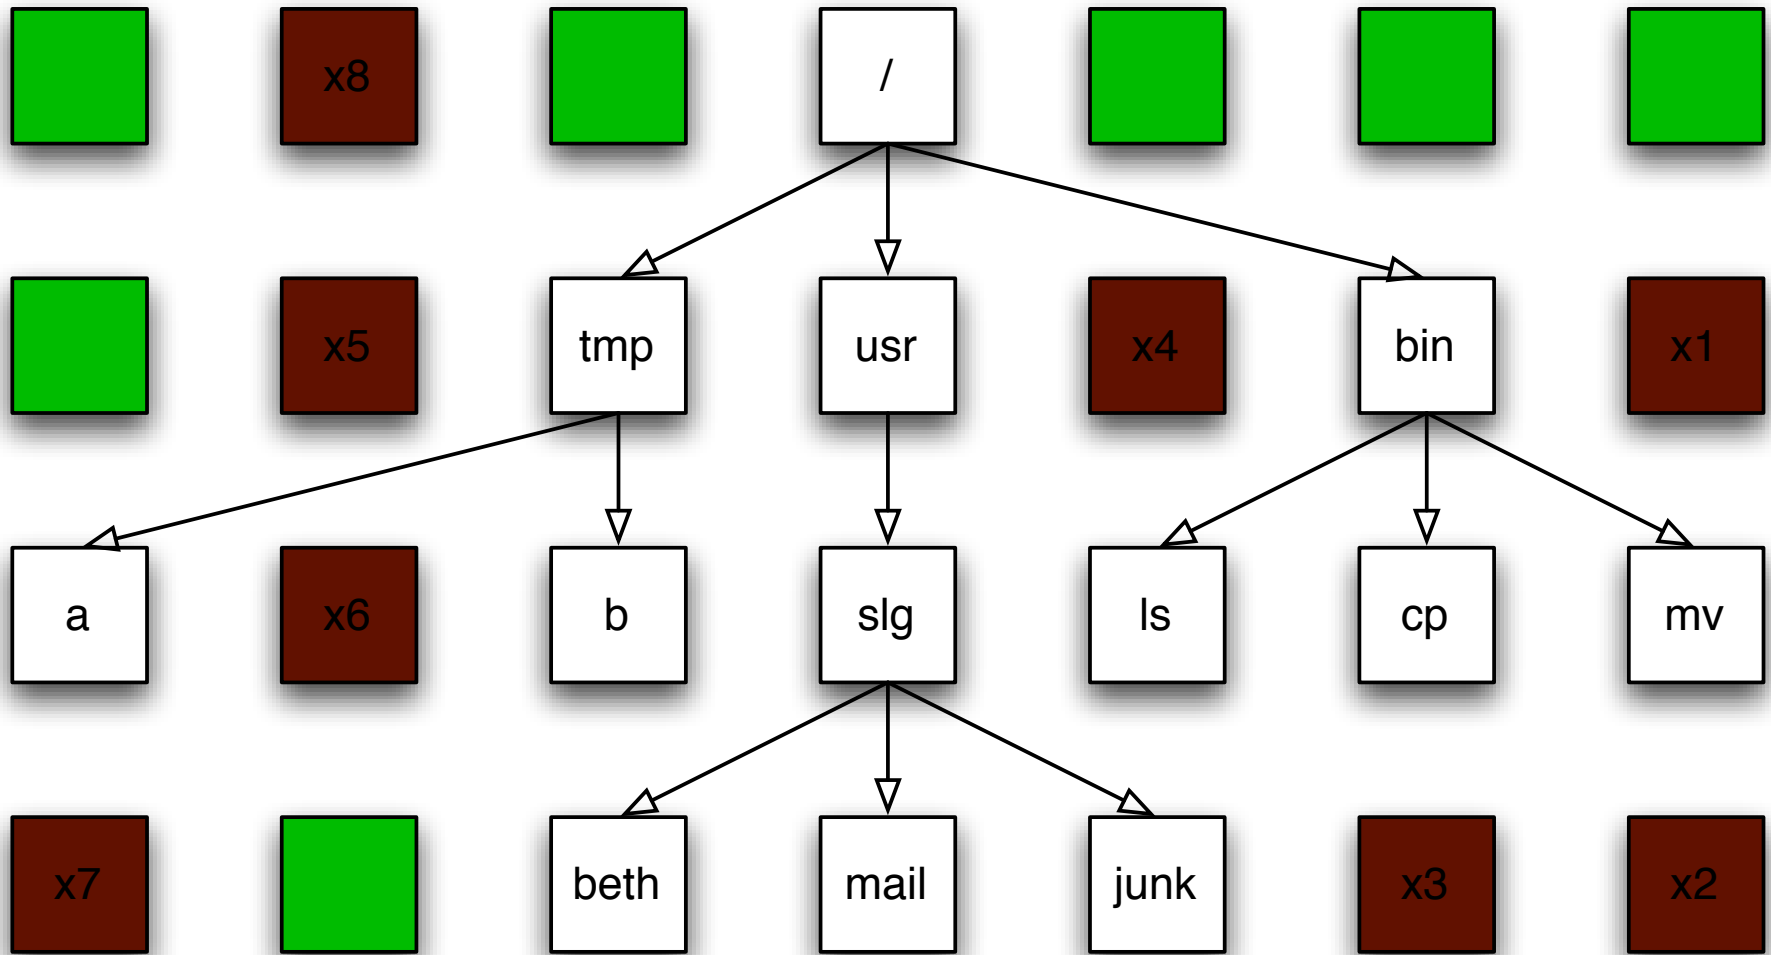 x8
/
x5
tmp
usr
x4
bin
x1
a
x6
b
slg
ls
cp
mv
x7
beth
mail
junk
x3
x2